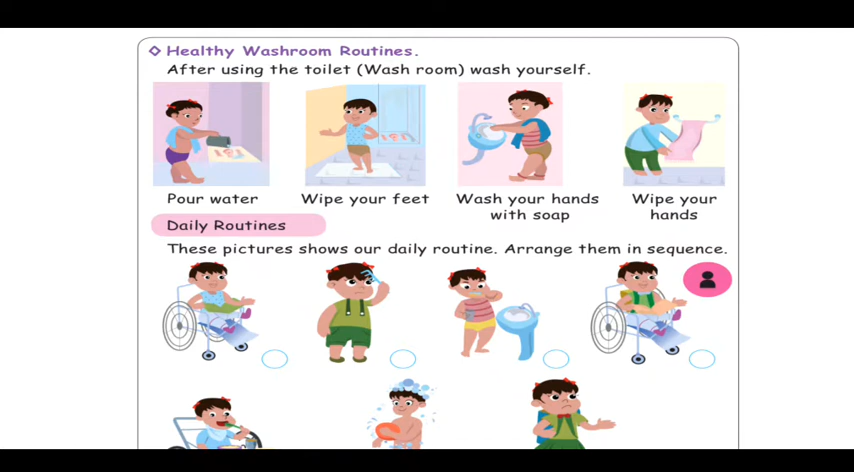 Healthy Washroom Routines.
After using the toilet (Wash room) wash yourself.
Pour water
Wipe your feet
Wash your hands
with soap
Wipe your
hands
Daily Routines
These pictures shows our daily routine. Arrange them in sequence.